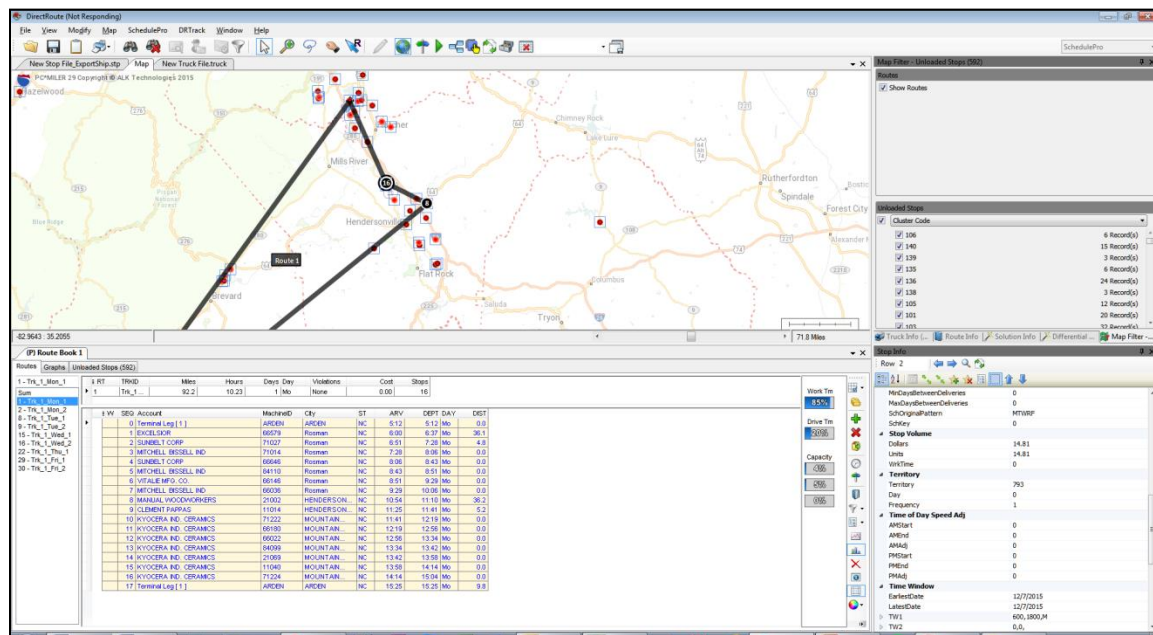 DirectRoute (Not Responding)
File View Modify Map SchedulePro DRTrack Window Help
SchedulePro
New Stop File_ExportShip.stp Map New Truck File.truck
PC*MILER 29 Copyright @ ALK Technologies 2015
Hazelwood
Chimney Rock
Lake Lure
Mills River
Rutherfordton
Spindale
Forest City
Hendersonville
16
8
Route 1
Flat Rock
Columbus
Brevard
Saluda
Tryon
-82.9643 : 35.2055
71.8 Miles
Map Filter - Unloaded Stops (592)
Routes
Show Routes
Unloaded Stops
Cluster Code
106 6 Record(s)
140 15 Record(s)
139 3 Record(s)
135 6 Record(s)
136 24 Record(s)
138 3 Record(s)
105 12 Record(s)
101 20 Record(s)
103 32 Record(s)
Truck Info (... Route Info Solution Info Differential ... Map Filter-...
(P) Route Book 1
Routes Graphs Unloaded Stops (592)
1 - Trk_1_Mon_1
Sum
1 - Trk_1_Mon_1
2 - Trk_1_Mon_2
8 - Trk_1_Tue_1
9 - Trk_1_Tue_2
15 - Trk_1_Wed_1
16 - Trk_1_Wed_2
22 - Trk_1_Thu_1
29 - Trk_1_Fri_1
30 - Trk_1_Fri_2
RT TRKID Miles Hours Days Day Violations Cost Stops
1 Trk_1 ... 92.2 10.23 1 Mo None 0.00 16
W SEQ Account MachineID City ST ARV DEPT DAY DIST
0 Terminal Leg [ 1 ] ARDEN ARDEN NC 5:12 5:12 Mo 0.0
1 EXCELSIOR 66579 Rosman NC 6:00 6:37 Mo 36.1
2 SUNBELT CORP 71027 Rosman NC 6:51 7:28 Mo 4.8
3 MITCHELL BISSELL IND 71014 Rosman NC 7:28 8:06 Mo 0.0
4 SUNBELT CORP 66646 Rosman NC 8:06 8:43 Mo 0.0
5 MITCHELL BISSELL IND 84110 Rosman NC 8:43 8:51 Mo 0.0
6 VITALIE MFG. CO. 66146 Rosman NC 8:51 9:29 Mo 0.0
7 MITCHELL BISSELL IND 66036 Rosman NC 9:29 10:06 Mo 0.0
8 MANUAL WOODWORKERS 21002 HENDERSON... NC 10:54 11:10 Mo 36.2
9 CLEMENT PAPPAS 11014 HENDERSON... NC 11:25 11:41 Mo 5.2
10 KYOCERA IND. CERAMICS 71222 MOUNTAIN... NC 11:41 12:19 Mo 0.0
11 KYOCERA IND. CERAMICS 66180 MOUNTAIN... NC 12:19 12:56 Mo 0.0
12 KYOCERA IND. CERAMICS 66022 MOUNTAIN... NC 12:56 13:34 Mo 0.0
13 KYOCERA IND. CERAMICS 84099 MOUNTAIN... NC 13:34 13:42 Mo 0.0
14 KYOCERA IND. CERAMICS 21069 MOUNTAIN... NC 13:42 13:58 Mo 0.0
15 KYOCERA IND. CERAMICS 11040 MOUNTAIN... NC 13:58 14:14 Mo 0.0
16 KYOCERA IND. CERAMICS 71224 MOUNTAIN... NC 14:14 15:04 Mo 0.0
17 Terminal Leg [ 1 ] ARDEN ARDEN NC 15:25 15:25 Mo 9.8
Work Tm
85%
Drive Tm
20%
Capacity
4%
5%
0%
Stop Info
Row 2
MinDaysBetweenDeliveries 0
MaxDaysBetweenDeliveries 0
SchOriginalPattern MTWRF
SchKey 0
Stop Volume
Dollars 14.81
Units 14.81
WrkTime 0
Territory
Territory 793
Day 0
Frequency 1
Time of Day Speed Adj
AMStart 0
AMEnd 0
AMAdj 0
PMStart 0
PMEnd 0
PMAdj 0
Time Window
EarliestDate 12/7/2015
LatestDate 12/7/2015
TW1 600,1800,M
TW2 0,0,